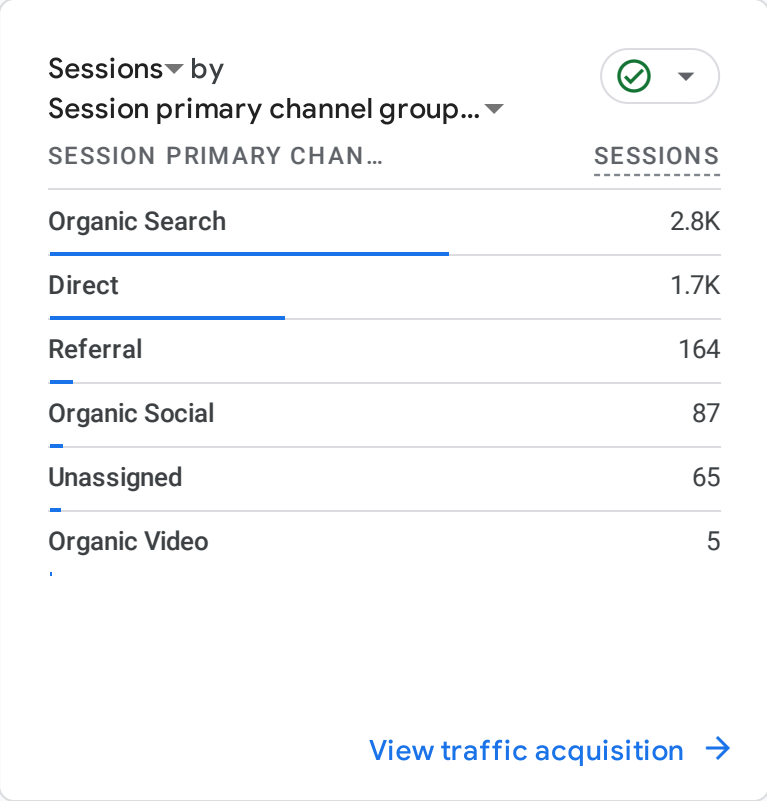 Sessions by
Session primary channel group...
SESSION PRIMARY CHAN... SESSIONS
Organic Search 2.8K
Direct 1.7K
Referral 164
Organic Social 87
Unassigned 65
Organic Video 5
View traffic acquisition